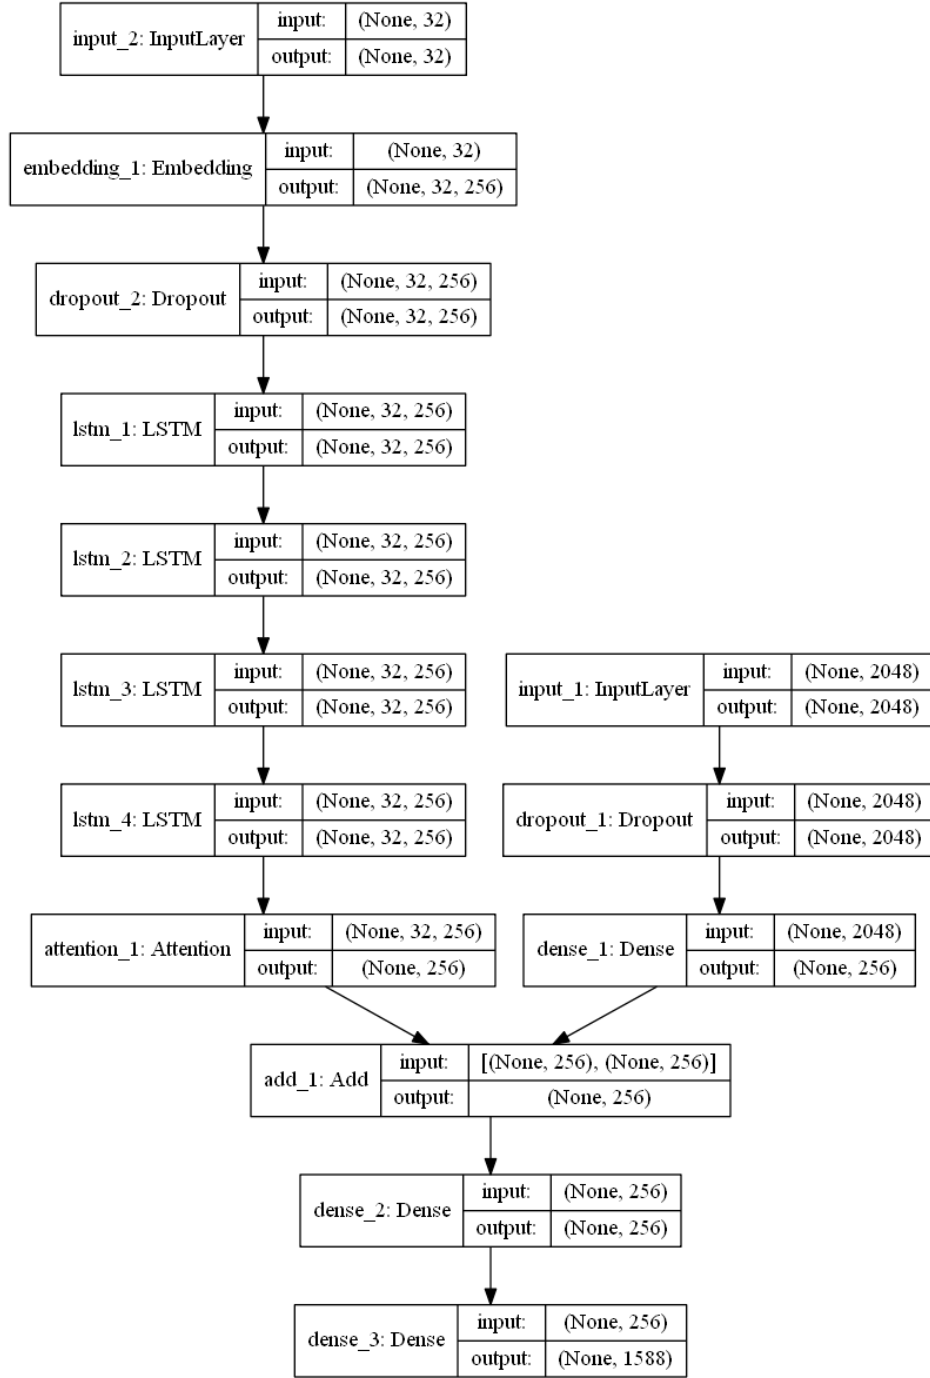 input_2: InputLayer
input: (None, 32)
output: (None, 32)
embedding_1: Embedding
input: (None, 32)
output: (None, 32, 256)
dropout_2: Dropout
input: (None, 32, 256)
output: (None, 32, 256)
lstm_1: LSTM
input: (None, 32, 256)
output: (None, 32, 256)
lstm_2: LSTM
input: (None, 32, 256)
output: (None, 32, 256)
lstm_3: LSTM
input: (None, 32, 256)
output: (None, 32, 256)
input_1: InputLayer
input: (None, 2048)
output: (None, 2048)
lstm_4: LSTM
input: (None, 32, 256)
output: (None, 32, 256)
dropout_1: Dropout
input: (None, 2048)
output: (None, 2048)
attention_1: Attention
input: (None, 32, 256)
output: (None, 256)
dense_1: Dense
input: (None, 2048)
output: (None, 256)
add_1: Add
input: [(None, 256), (None, 256)]
output: (None, 256)
dense_2: Dense
input: (None, 256)
output: (None, 256)
dense_3: Dense
input: (None, 256)
output: (None, 1588)